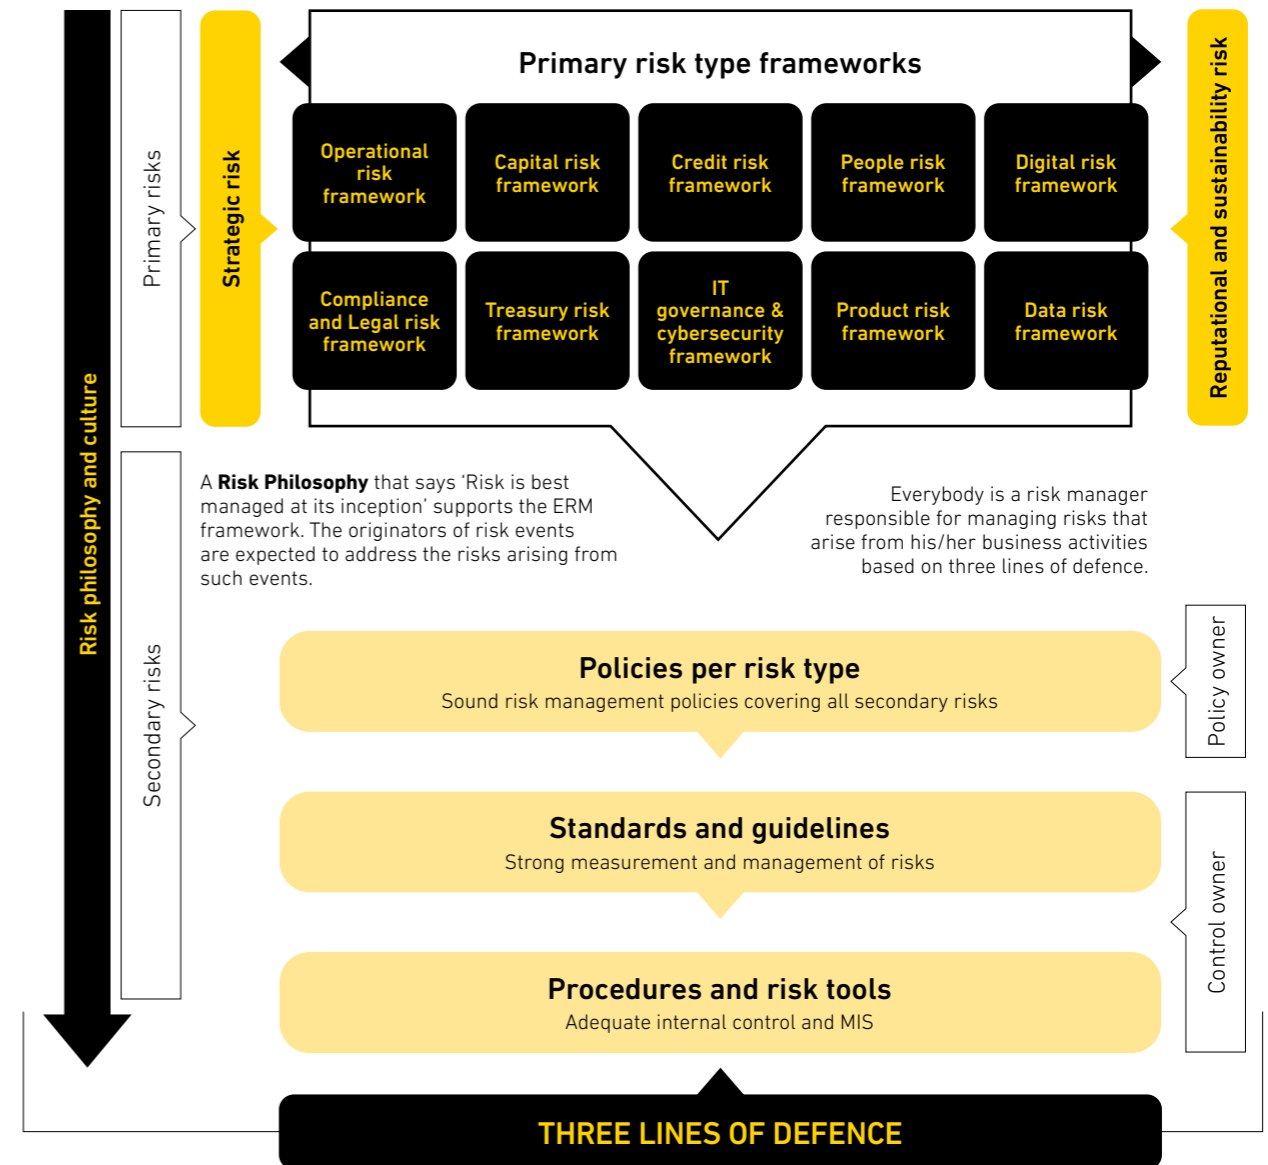 Risk philosophy and culture
Primary risks
Strategic risk
Primary risk type frameworks
Operational
risk
framework
Capital risk
framework
Credit risk
framework
People risk
framework
Digital risk
framework
Compliance
and Legal risk
framework
Treasury risk
framework
IT
governance &
cybersecurity
framework
Product risk
framework
Data risk
framework
Reputational and sustainability risk
Secondary risks
A Risk Philosophy that says ‘Risk is best
managed at its inception’ supports the ERM
framework. The originators of risk events
are expected to address the risks arising from
such events.
Everybody is a risk manager
responsible for managing risks that
arise from his/her business activities
based on three lines of defence.
Policies per risk type
Sound risk management policies covering all secondary risks
Policy owner
Standards and guidelines
Strong measurement and management of risks
Control owner
Procedures and risk tools
Adequate internal control and MIS
THREE LINES OF DEFENCE